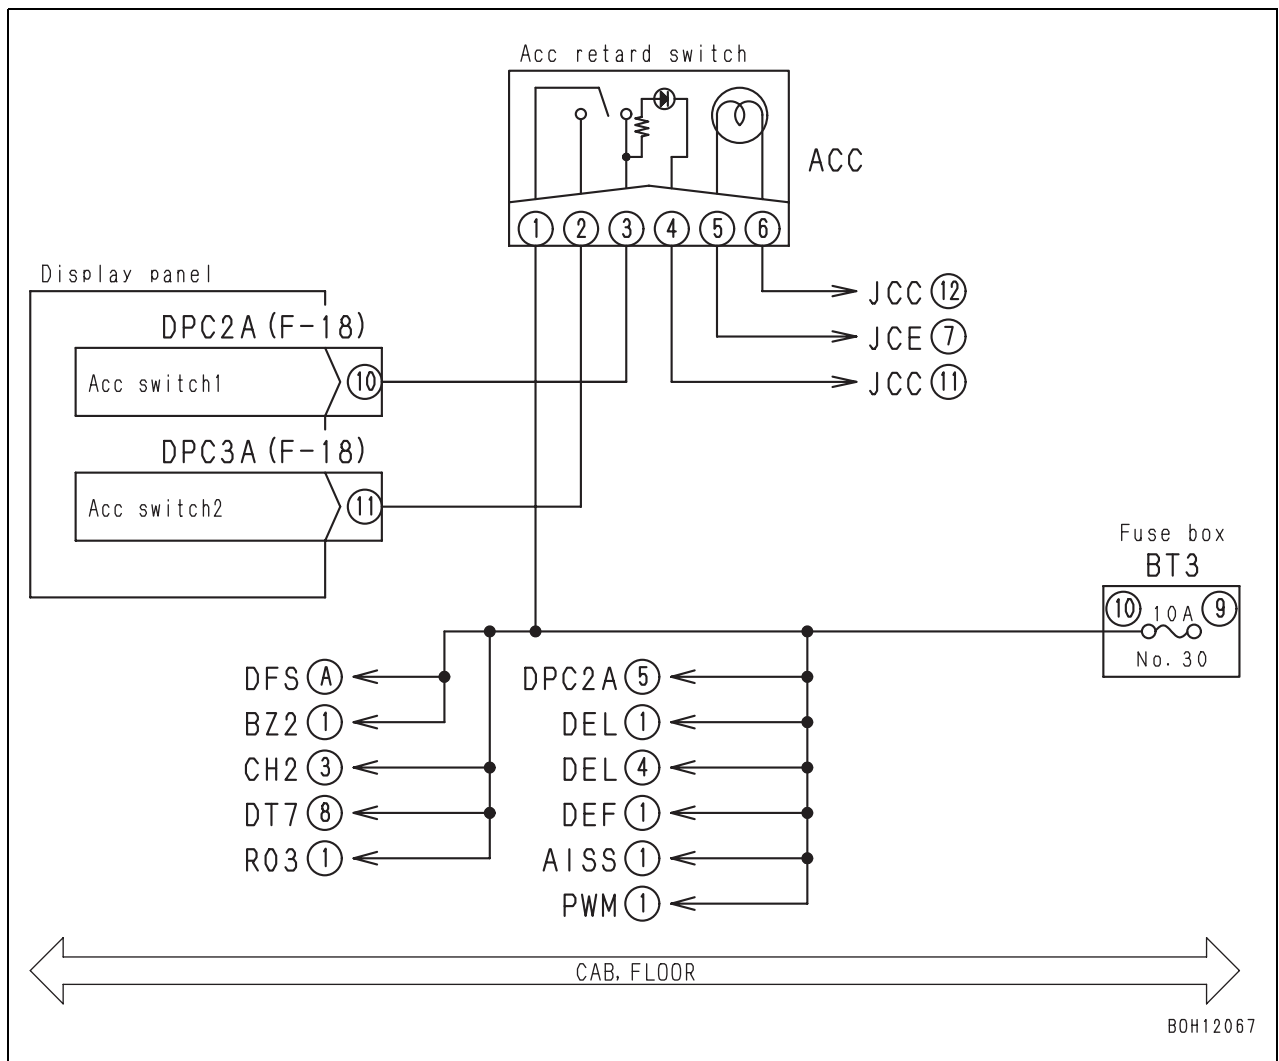 Acc retard switch
ACC
1 2 3 4 5 6
Display panel
JCC 12
DPC2A (F-18)
JCE 7
Acc switch1 10
JCC 11
DPC3A (F-18)
Acc switch2 11
Fuse box
BT3
10 10A 9
No. 30
DFS A
BZ2 1
CH2 3
DT7 8
R03 1
DPC2A 5
DEL 1
DEL 4
DEF 1
AISS 1
PWM 1
CAB, FLOOR
BOH12067